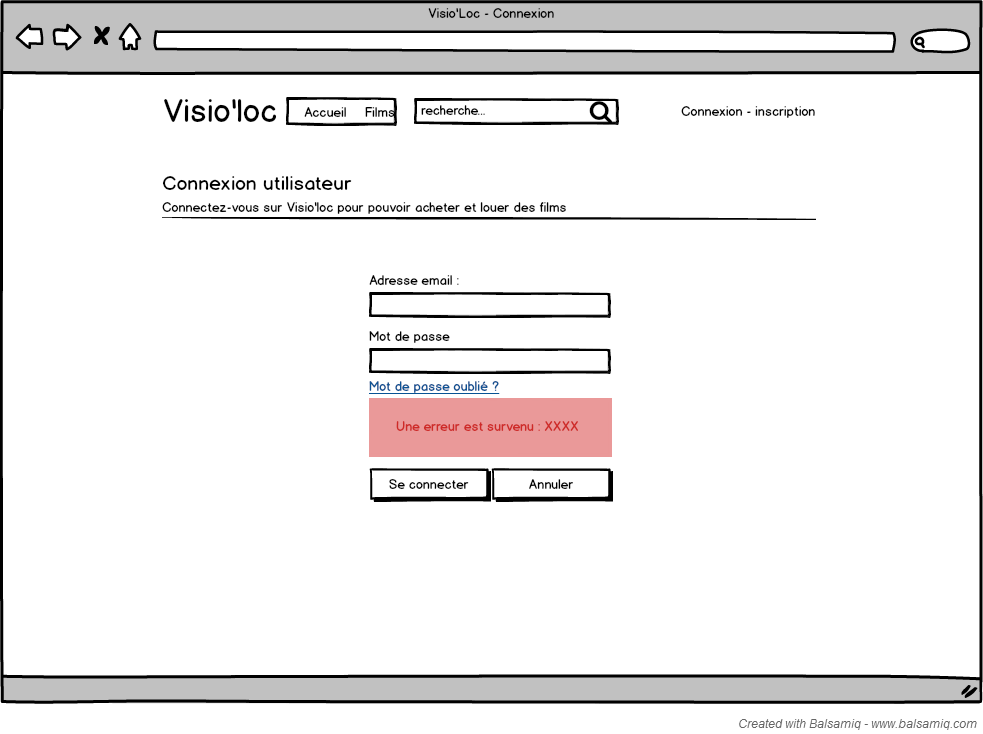 Visio'Loc - Connexion
Visio'loc
Accueil Films
recherche...
Connexion - inscription
Connexion utilisateur
Connectez-vous sur Visio'loc pour pouvoir acheter et louer des films
Adresse email :
Mot de passe
Mot de passe oublié ?
Une erreur est survenu : XXXX
Se connecter
Annuler
Created with Balsamiq - www.balsamiq.com